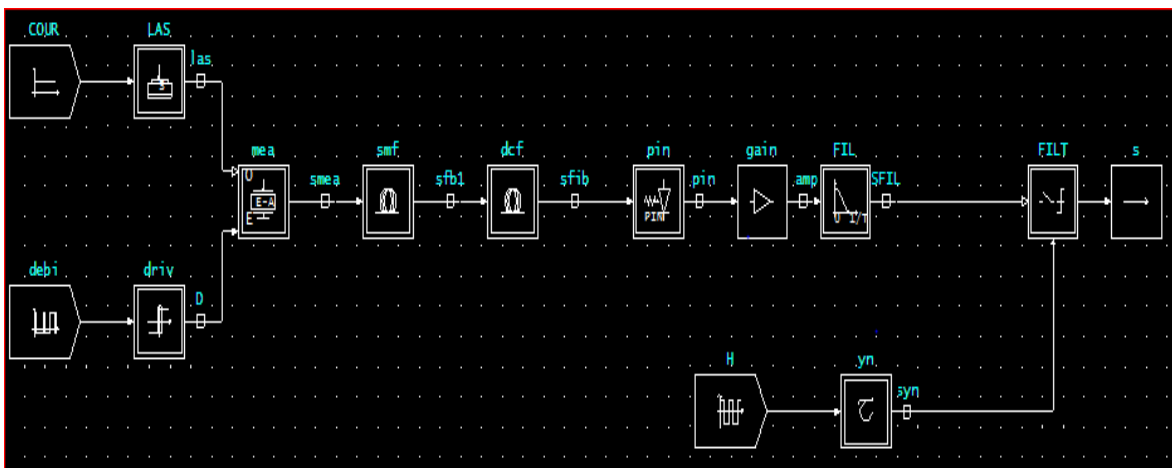 COUR LAS
las
mea smf dcf pin gain FIL FILT s
O
E-A
E
smea sfb1 sfib pin amp SFIL
PIN
0 1/T
debi driv
D
H yn
syn